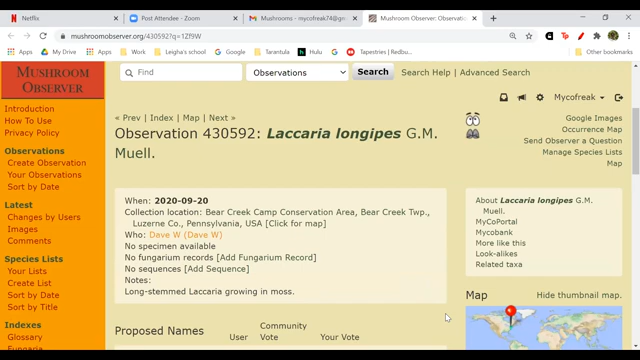 Netflix
Post Attendee - Zoom
Mushrooms - mycofreak74@gm
Mushroom Observer: Observatio
mushroomobserver.org/430592?q=1Zf9W
Apps
My Drive
Apps
Leigha's school
Google
Tarantula
Hulu
Tapestries | Redbu...
Other bookmarks
MUSHROOM OBSERVER
Introduction
How To Use
Privacy Policy
Observations
Create Observation
Your Observations
Sort by Date
Latest
Changes by Users
Images
Comments
Species Lists
Your Lists
Create List
Sort by Date
Sort by Title
Indexes
Glossary
Fungaria
Find
Observations
Search
Search Help | Advanced Search
Mycofreak
« Prev | Index | Map | Next »
Observation 430592: Laccaria longipes G.M.
Muell.
Google Images
Occurrence Map
Send Observer a Question
Manage Species Lists
Map
When: 2020-09-20
Collection location: Bear Creek Camp Conservation Area, Bear Creek Twp.,
Luzerne Co., Pennsylvania, USA [Click for map]
Who: Dave W (Dave W)
No specimen available
No fungarium records [Add Fungarium Record]
No sequences [Add Sequence]
Notes:
Long-stemmed Laccaria growing in moss.
About Laccaria longipes G.M.
Muell.
MyCoPortal
Mycobank
More like this
Look-alikes
Related taxa
Map
Hide thumbnail map.
Proposed Names
User
Community
Vote
Your Vote